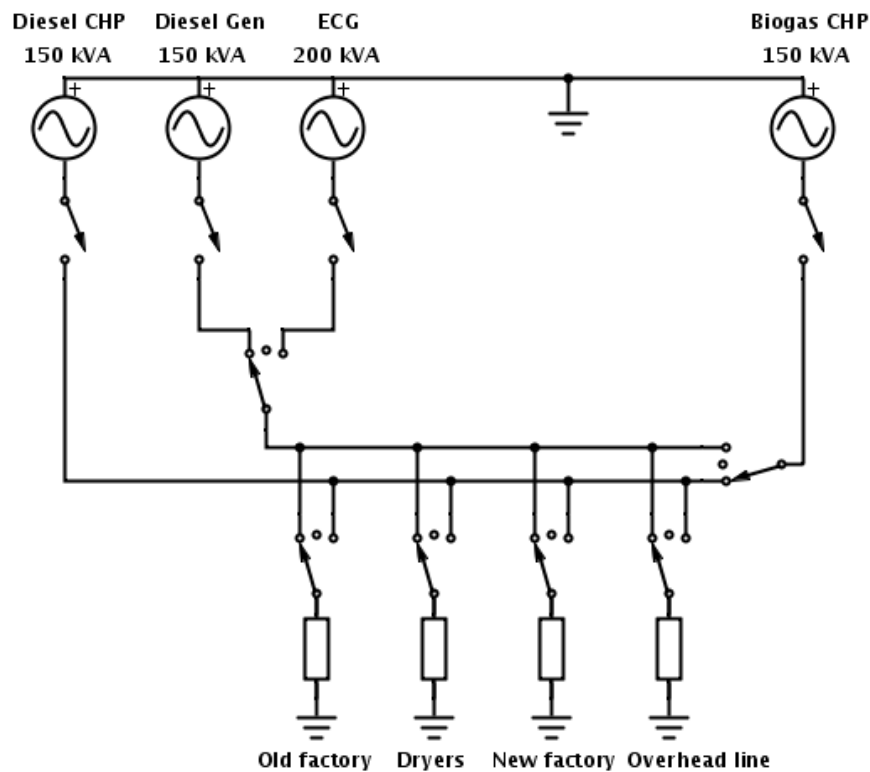 Diesel CHP
150 kVA
Diesel Gen
150 kVA
ECG
200 kVA
Biogas CHP
150 kVA
+
+
+
+
Old factory
Dryers
New factory
Overhead line